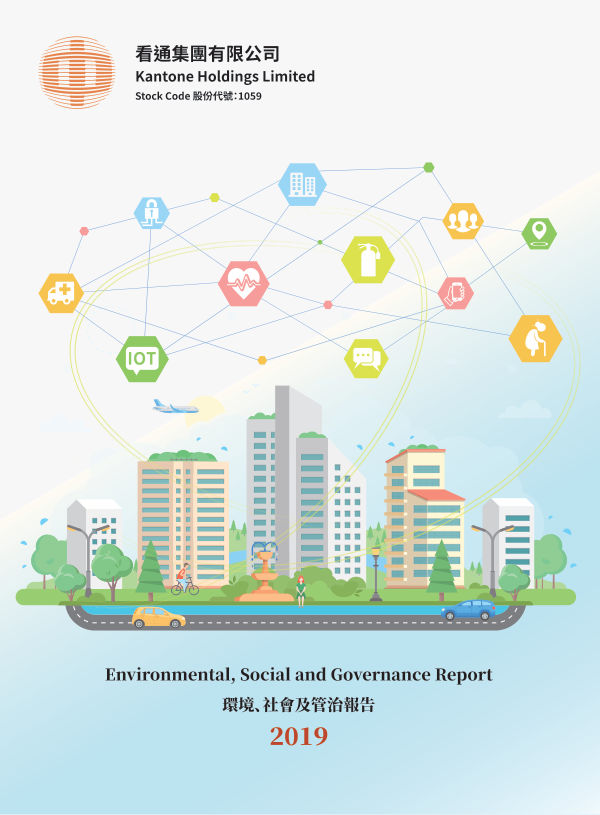 看通集團有限公司
Kantone Holdings Limited
Stock Code 股份代號：1059
IOT
Environmental, Social and Governance Report
環境、社會及管治報告
2019